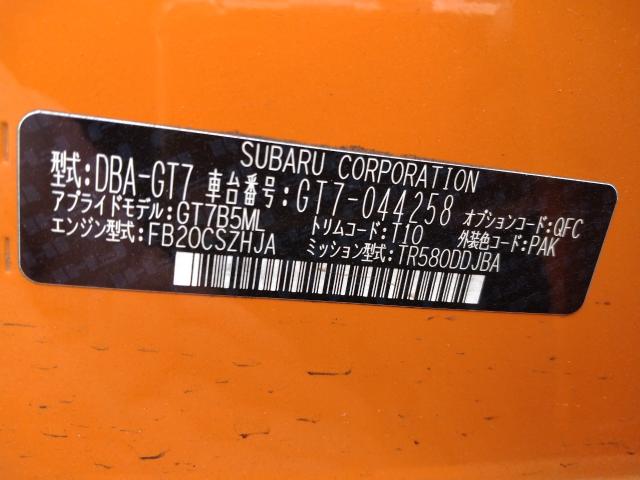 SUBARU CORPORATION
型式:DBA-GT7 車台番号:GT7-044258 オプションコード:QFC
アプライドモデル:GT7B5ML トリムコード:T10 外装色コード:PAK
エンジン型式:FB20CSZHJA ミッション型式:TR580DDJBA